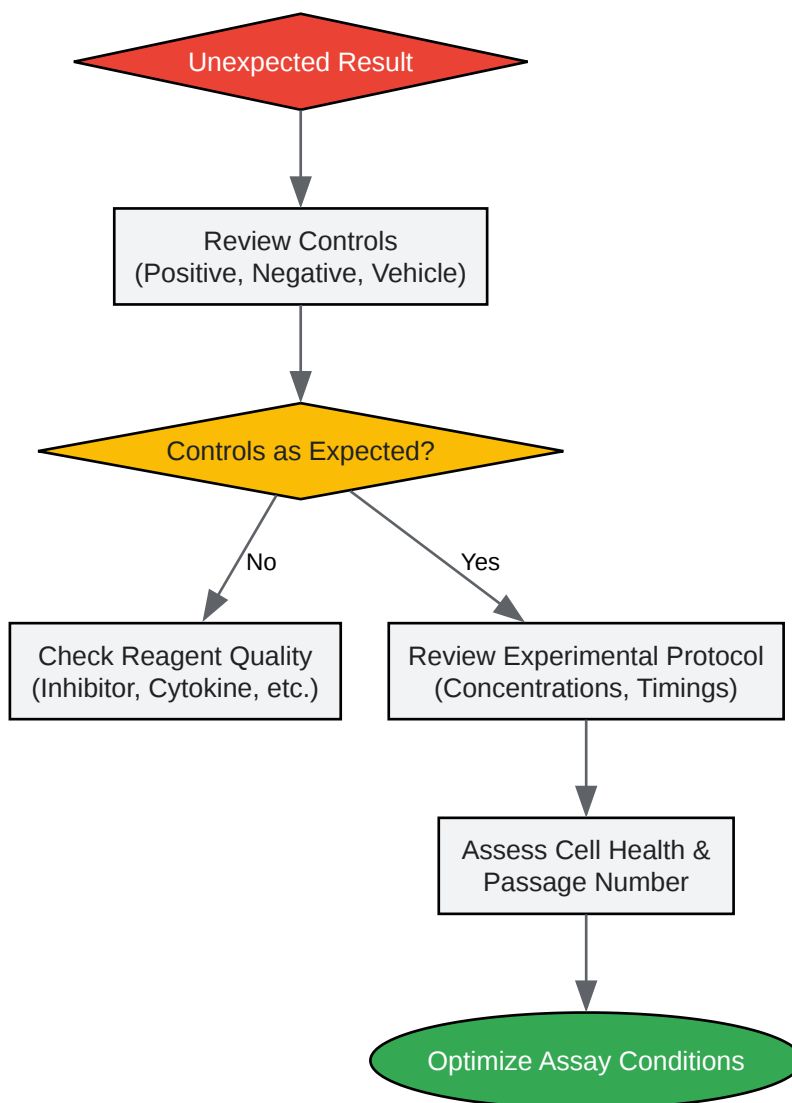 Unexpected Result
Review Controls
(Positive, Negative, Vehicle)
Controls as Expected?
No
Yes
Check Reagent Quality
(Inhibitor, Cytokine, etc.)
Review Experimental Protocol
(Concentrations, Timings)
Assess Cell Health &
Passage Number
Optimize Assay Conditions